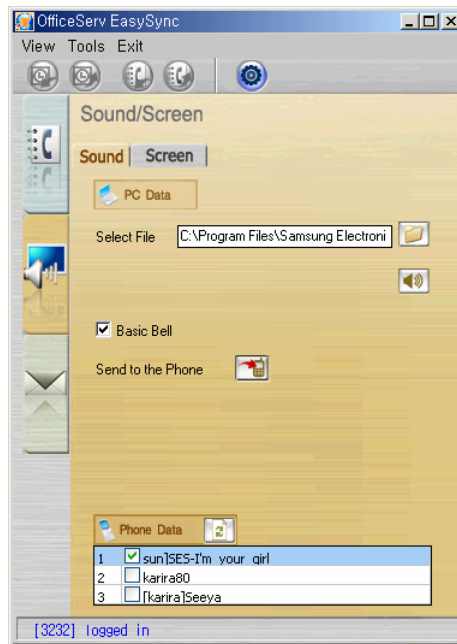 OfficeServ EasySync
View Tools Exit
Sound/Screen
Sound Screen
PC Data
Select File C:\Program Files\Samsung Electroni
Basic Bell
Send to the Phone
Phone Data
1 sun]SES-I'm your girl
2 karira80
3 [karira]Seeya
[3232] logged in